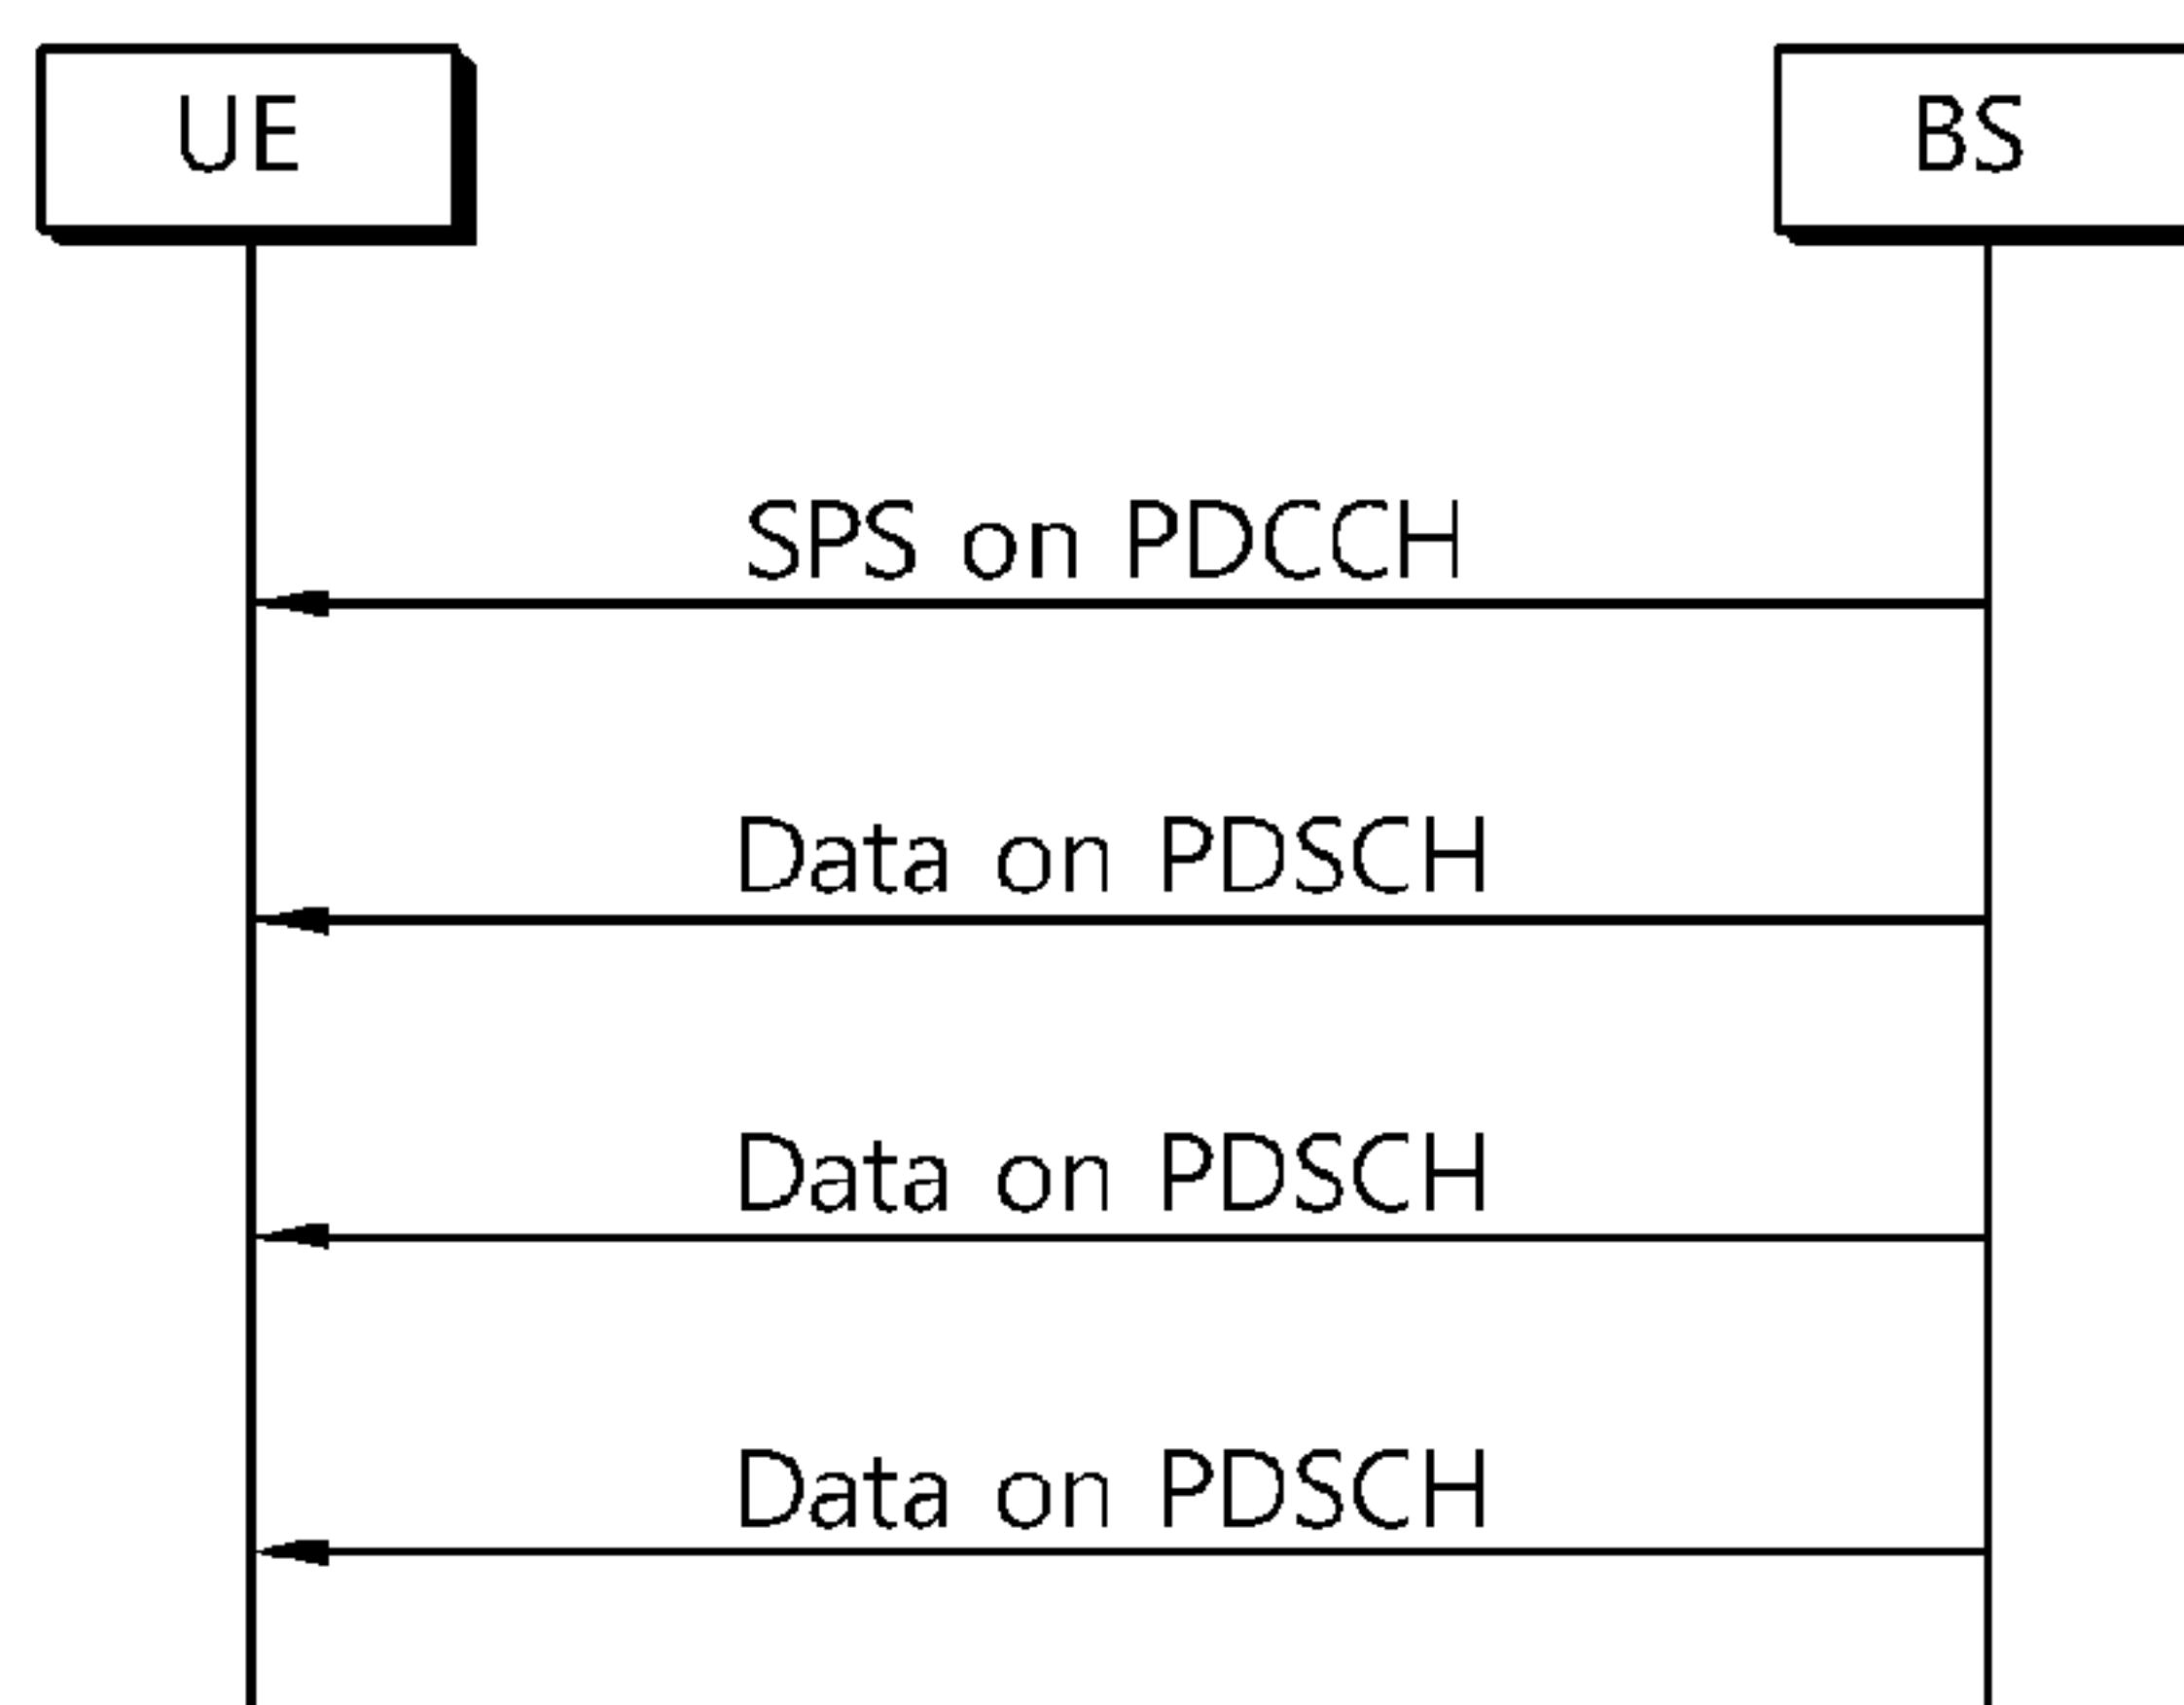 UE
BS
SPS on PDCCH
Data on PDSCH
Data on PDSCH
Data on PDSCH